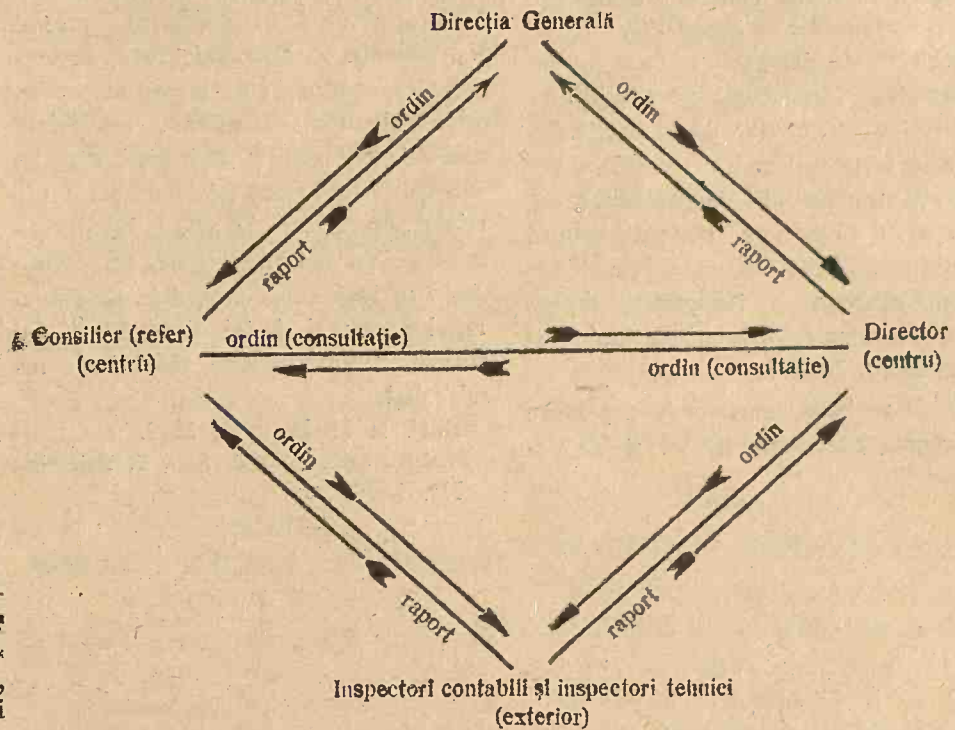 Direcția Generală
ordin
ordin
raport
raport
Consilier (refer)
(centru)
ordin (consultație)
Director
(centru)
ordin (consultație)
ordin
ordin
raport
raport
Inspectori contabili și inspectori tehnici
(exterior)